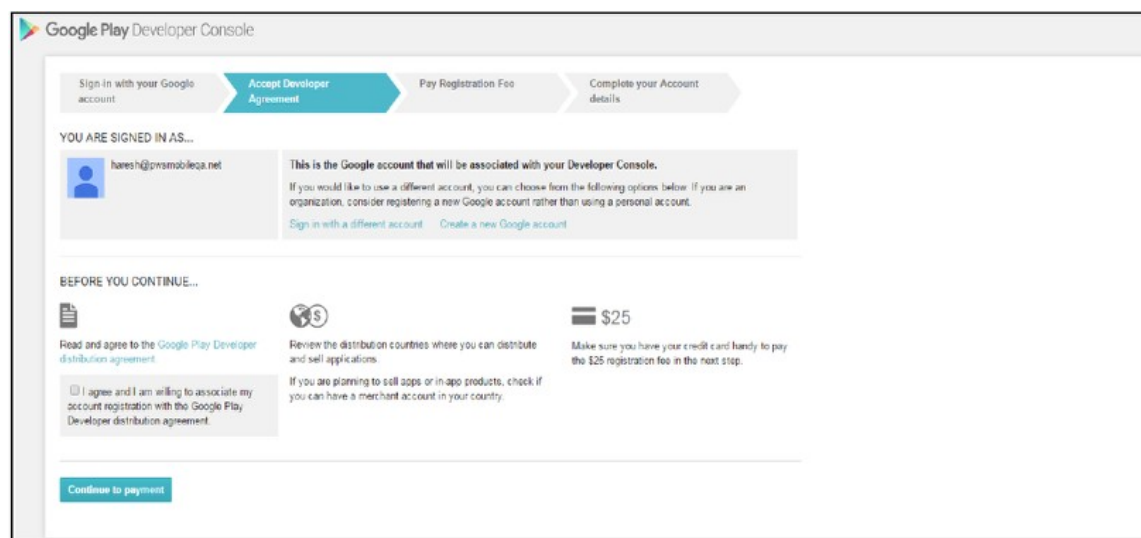 Google Play Developer Console
Sign in with your Google
account
Accept Developer
Agreement
Pay Registration Fee
Complete your Account
details
YOU ARE SIGNED IN AS...
haresh@pwsmobileqa.net
This is the Google account that will be associated with your Developer Console.
If you would like to use a different account, you can choose from the following options below. If you are an
organization, consider registering a new Google account rather than using a personal account.
Sign in with a different account Create a new Google account
BEFORE YOU CONTINUE...
Read and agree to the Google Play Developer
distribution agreement
I agree and I am willing to associate my
account registration with the Google Play
Developer distribution agreement.
$
Review the distribution countries where you can distribute
and sell applications
If you are planning to sell apps or in-app products, check if
you can have a merchant account in your country.
$25
Make sure you have your credit card handy to pay
the $25 registration fee in the next step.
Continue to payment